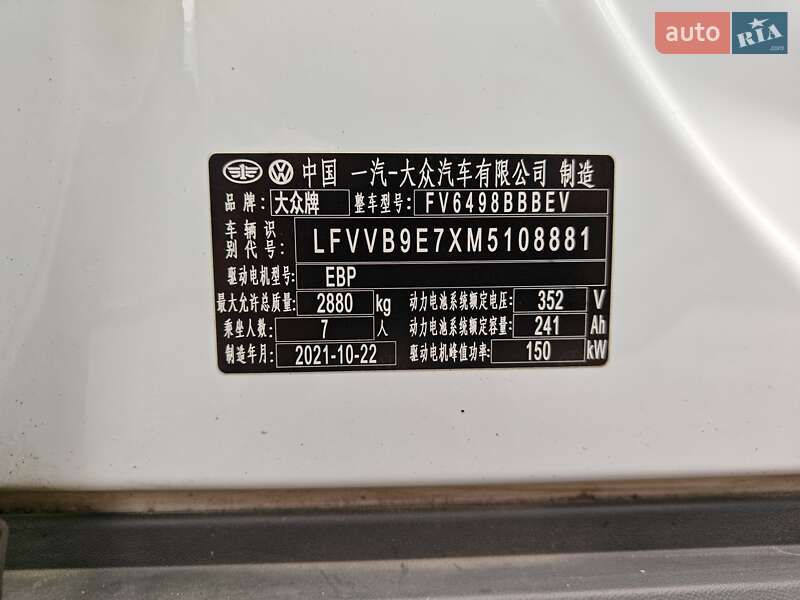 auto RIA .com
中国 一汽-大众汽车有限公司 制造
品牌: 大众牌 整车型号: FV6498BBBEV
车辆识别代号: LFVVB9E7XM5108881
驱动电机型号: EBP
最大允许总质量: 2880 kg 动力电池系统额定电压: 352 V
乘坐人数: 7 人 动力电池系统额定容量: 241 Ah
制造年月: 2021-10-22 驱动电机峰值功率: 150 kW